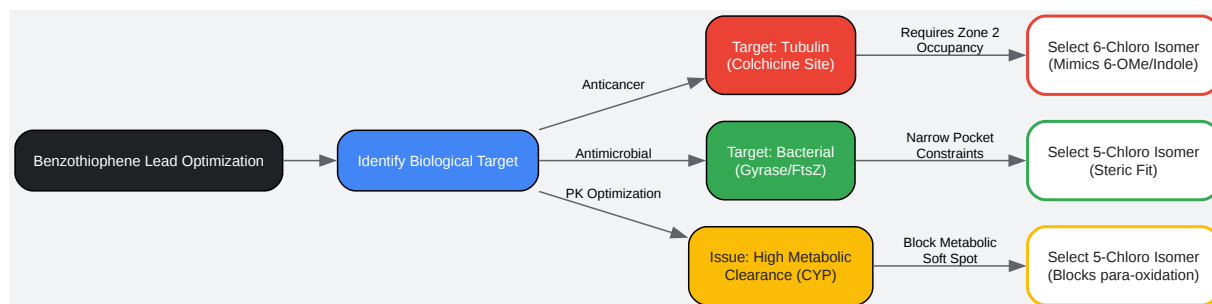 Benzothiophene Lead Optimization
Identify Biological Target
Anticancer
Antimicrobial
PK Optimization
Target: Tubulin
(Colchicine Site)
Requires Zone 2
Occupancy
Select 6-Chloro Isomer
(Mimics 6-OMe/Indole)
Target: Bacterial
(Gyrase/FtsZ)
Narrow Pocket
Constraints
Select 5-Chloro Isomer
(Steric Fit)
Issue: High Metabolic
Clearance (CYP)
Block Metabolic
Soft Spot
Select 5-Chloro Isomer
(Blocks para-oxidation)